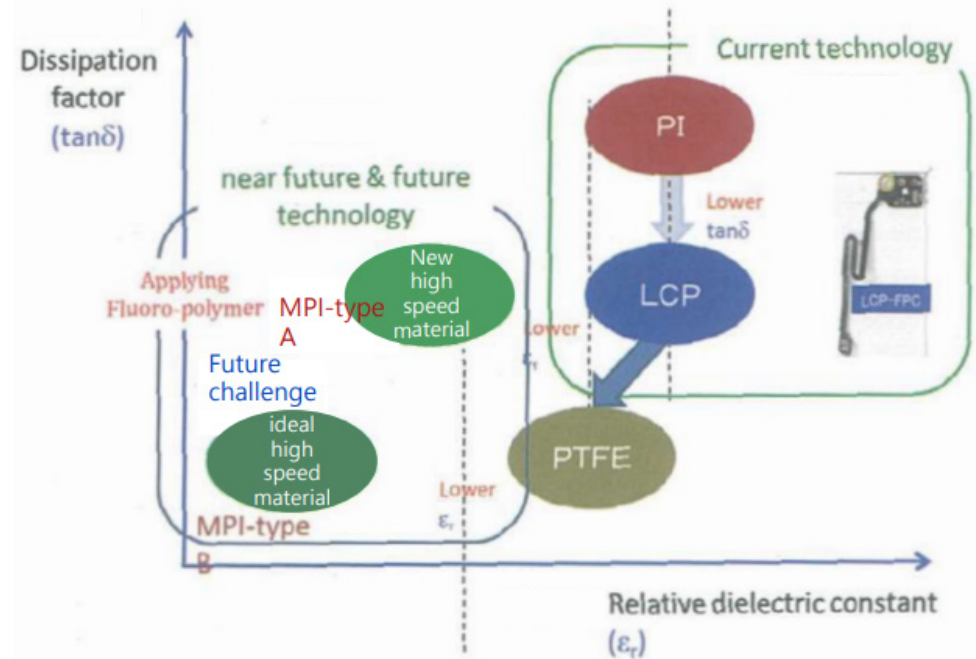 Dissipation
factor
(tanδ)
Current technology
PI
near future & future
technology
Lower
tanδ
New
high
speed
material
Applying
Fluoro-polymer
MPI-type
A
LCP
LCP-FPC
Lower
εr
Future
challenge
ideal
high
speed
material
PTFE
Lower
εr
MPI-type
B
Relative dielectric constant
(εr)